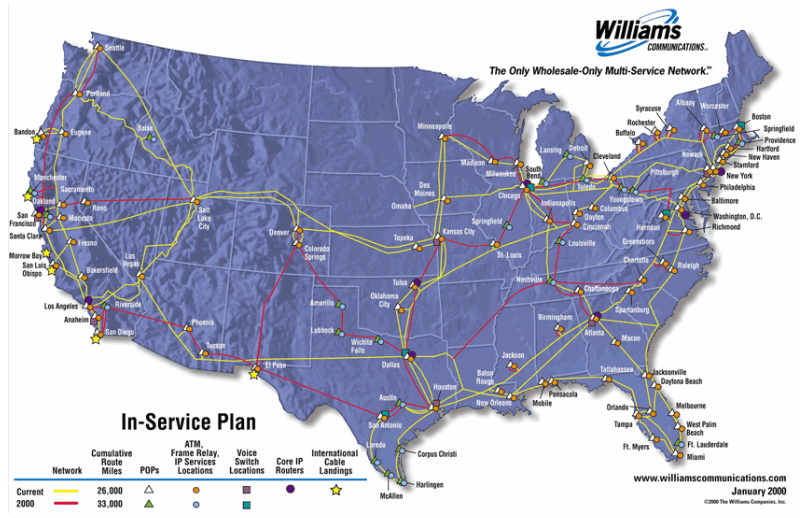 Williams
COMMUNICATIONS℠
The Only Wholesale-Only Multi-Service Network.℠
Seattle
Portland
Bandon
Eugene
Boise
Manchester
Sacramento
Oakland
Reno
San
Francisco
Modesto
Santa Clara
Fresno
Morrow Bay
San Luis
Obispo
Bakersfield
Las
Vegas
Los Angeles
Riverside
Anaheim
San Diego
Phoenix
Tucson
Salt
Lake
City
Denver
Colorado
Springs
El Paso
Amarillo
Lubbock
Wichita
Falls
Dallas
Austin
San Antonio
Houston
Laredo
Corpus Christi
McAllen
Harlingen
Minneapolis
Madison
Milwaukee
Des
Moines
Omaha
Topeka
Kansas City
Tulsa
Oklahoma
City
Springfield
St. Louis
Chicago
South
Bend
Lansing
Detroit
Toledo
Cleveland
Indianapolis
Dayton
Columbus
Cincinnati
Louisville
Nashville
Chattanooga
Birmingham
Jackson
Baton
Rouge
New Orleans
Mobile
Pensacola
Tallahassee
Atlanta
Macon
Spartanburg
Charlotte
Raleigh
Greensboro
Herndon
Youngstown
Pittsburgh
Buffalo
Rochester
Syracuse
Albany
Worcester
Boston
Springfield
Providence
Hartford
New Haven
Stamford
New York
Newark
Philadelphia
Baltimore
Washington, D.C.
Richmond
Jacksonville
Daytona Beach
Orlando
Tampa
Melbourne
West Palm
Beach
Ft. Lauderdale
Ft. Myers
Miami
In-Service Plan
Network
Cumulative
Route
Miles
POPs
ATM,
Frame Relay,
IP Services
Locations
Voice
Switch
Locations
Core IP
Routers
International
Cable
Landings
Current
26,000
2000
33,000
www.williamscommunications.com
January 2000
©2000 The Williams Companies, Inc.